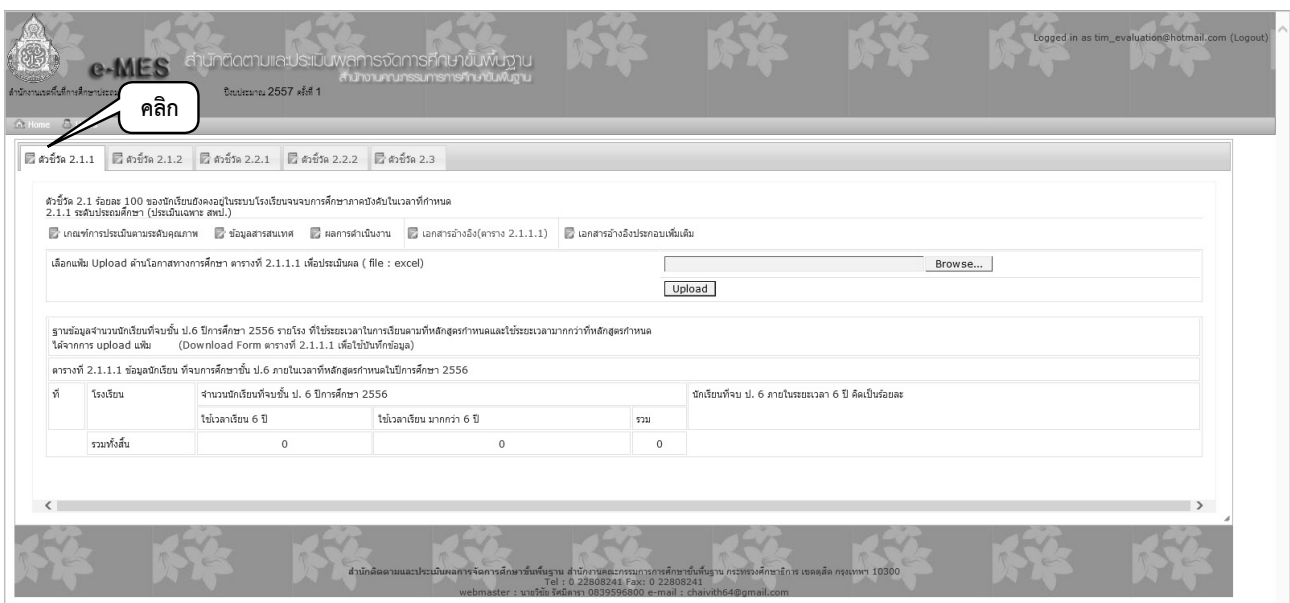 Logged in as tim_evaluation@hotmail.com (Logout)
e-MES สำนักติดตามและประเมินผลการจัดการศึกษาขั้นพื้นฐาน
สำนักงานคณะกรรมการการศึกษาขั้นพื้นฐาน
สำนักงานเขตพื้นที่การศึกษาประถม ปีงบประมาณ 2557 ครั้งที่ 1
คลิก
Home
ตัวชี้วัด 2.1.1 ตัวชี้วัด 2.1.2 ตัวชี้วัด 2.2.1 ตัวชี้วัด 2.2.2 ตัวชี้วัด 2.3
ตัวชี้วัด 2.1 ร้อยละ 100 ของนักเรียนยังคงอยู่ในระบบโรงเรียนจนจบการศึกษาภาคบังคับในเวลาที่กำหนด
2.1.1 ระดับประถมศึกษา (ประเมินเฉพาะ สพป.)
เกณฑ์การประเมินตามระดับคุณภาพ ข้อมูลสารสนเทศ ผลการดำเนินงาน เอกสารอ้างอิง(ตาราง 2.1.1.1) เอกสารอ้างอิงประกอบเพิ่มเติม
เลือกแฟ้ม Upload ด้านโอกาสทางการศึกษา ตารางที่ 2.1.1.1 เพื่อประเมินผล ( file : excel) Browse...
Upload
ฐานข้อมูลจำนวนนักเรียนที่จบชั้น ป.6 ปีการศึกษา 2556 รายโรง ที่ใช้ระยะเวลาในการเรียนตามที่หลักสูตรกำหนดและใช้ระยะเวลามากกว่าที่หลักสูตรกำหนด
ได้จากการ upload แฟ้ม (Download Form ตารางที่ 2.1.1.1 เพื่อใช้บันทึกข้อมูล)
ตารางที่ 2.1.1.1 ข้อมูลนักเรียน ที่จบการศึกษาชั้น ป.6 ภายในเวลาที่หลักสูตรกำหนดในปีการศึกษา 2556
ที่ โรงเรียน จำนวนนักเรียนที่จบชั้น ป. 6 ปีการศึกษา 2556 นักเรียนที่จบ ป. 6 ภายในระยะเวลา 6 ปี คิดเป็นร้อยละ
ใช้เวลาเรียน 6 ปี ใช้เวลาเรียน มากกว่า 6 ปี รวม
รวมทั้งสิ้น 0 0 0
สำนักติดตามและประเมินผลการจัดการศึกษาขั้นพื้นฐาน สำนักงานคณะกรรมการการศึกษาขั้นพื้นฐาน กระทรวงศึกษาธิการ เขตดุสิต กรุงเทพฯ 10300
Tel : 0 22808241 Fax: 0 22808241
webmaster : นายวิชัย รัศมีดารา 0839596800 e-mail : chaivith64@gmail.com